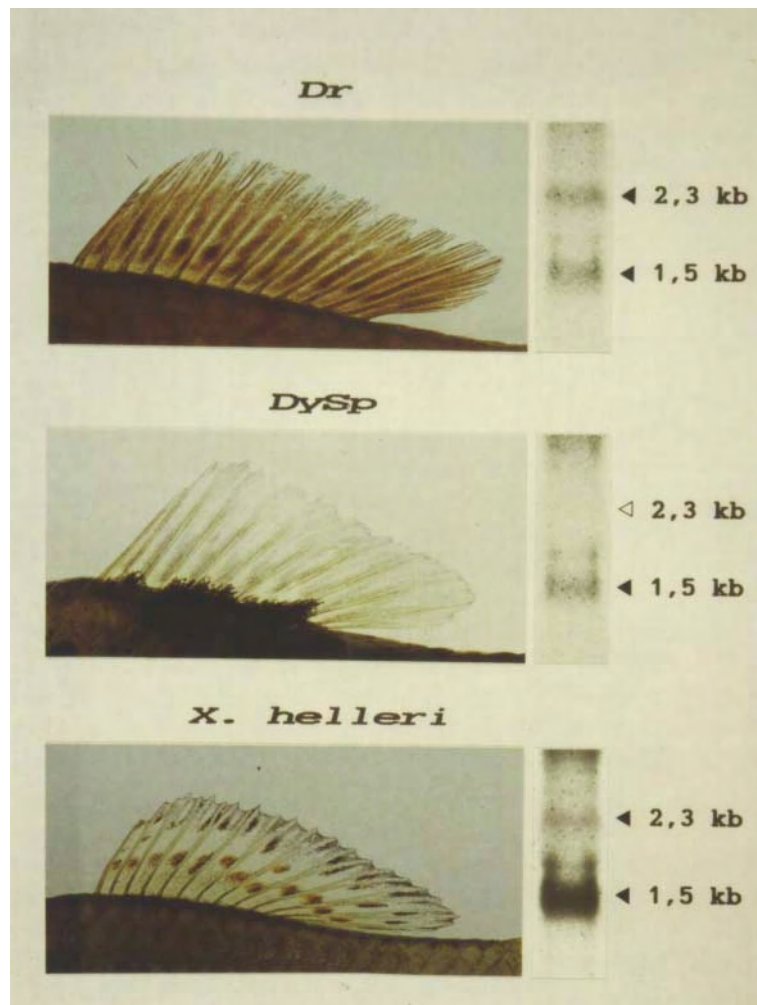 Dr
◄ 2,3 kb
◄ 1,5 kb
DySp
◁ 2,3 kb
◄ 1,5 kb
X. helleri
◄ 2,3 kb
◄ 1,5 kb